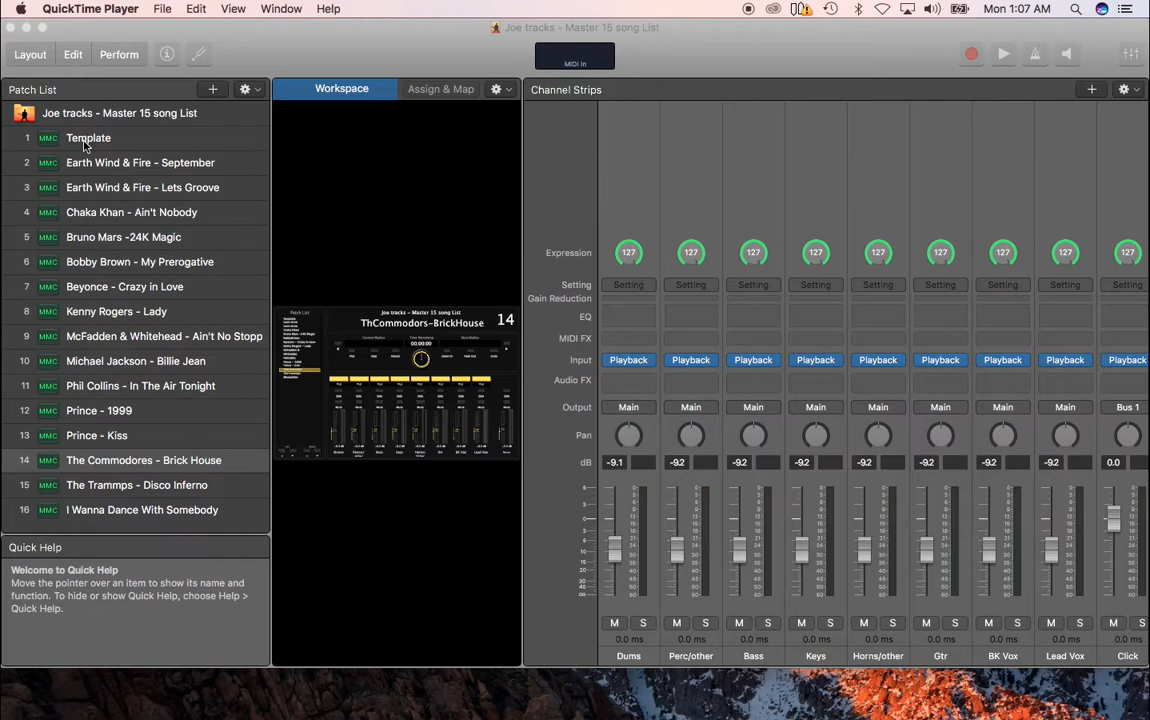 QuickTime Player File Edit View Window Help Mon 1:07 AM
Joe tracks - Master 15 song List
Layout Edit Perform
MIDI In
Patch List
Workspace Assign & Map
Channel Strips
Joe tracks - Master 15 song List
1 MMC Template
2 MMC Earth Wind & Fire - September
3 MMC Earth Wind & Fire - Lets Groove
4 MMC Chaka Khan - Ain't Nobody
5 MMC Bruno Mars -24K Magic
6 MMC Bobby Brown - My Prerogative
7 MMC Beyonce - Crazy in Love
8 MMC Kenny Rogers - Lady
9 MMC McFadden & Whitehead - Ain't No Stopp
10 MMC Michael Jackson - Billie Jean
11 MMC Phil Collins - In The Air Tonight
12 MMC Prince - 1999
13 MMC Prince - Kiss
14 MMC The Commodores - Brick House
15 MMC The Trammps - Disco Inferno
16 MMC I Wanna Dance With Somebody
Quick Help
Welcome to Quick Help
Move the pointer over an item to show its name and
function. To hide or show Quick Help, choose Help >
Quick Help.
Patch List
Joe tracks - Master 15 song List
ThCommodors-BrickHouse 14
00:00:00
Expression 127 127 127 127 127 127 127 127 127
Setting Setting Setting Setting Setting Setting Setting Setting Setting Setting
Gain Reduction
EQ
MIDI FX
Input Playback Playback Playback Playback Playback Playback Playback Playback Playback
Audio FX
Output Main Main Main Main Main Main Main Main Bus 1
Pan
dB -9.1 -9.2 -9.2 -9.2 -9.2 -9.2 -9.2 -9.2 0.0
M S M S M S M S M S M S M S M S M S
0.0 ms 0.0 ms 0.0 ms 0.0 ms 0.0 ms 0.0 ms 0.0 ms 0.0 ms 0.0 ms
Dums Perc/other Bass Keys Horns/other Gtr BK Vox Lead Vox Click